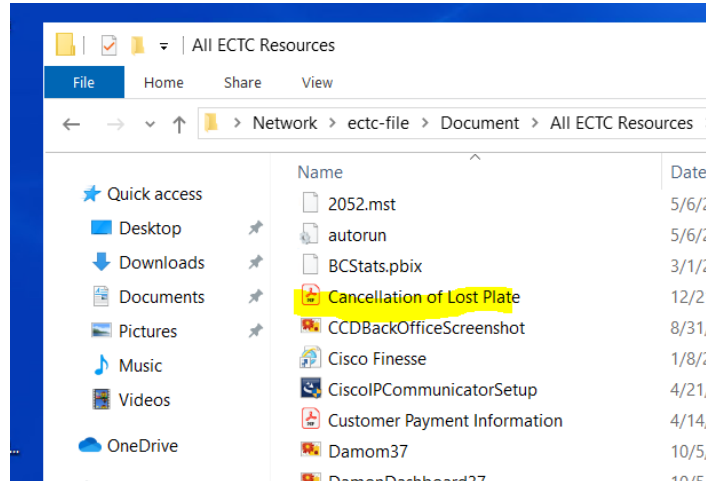 All ECTC Resources
File Home Share View
Network > ectc-file > Document > All ECTC Resources
Name Date
Quick access
2052.mst 5/6/2
Desktop
autorun 5/6/2
Downloads
BCStats.pbix 3/1/2
Documents
Cancellation of Lost Plate 12/2
Pictures
CCDBackOfficeScreenshot 8/31/
Music
Cisco Finesse 1/8/2
Videos
CiscoIPCommunicatorSetup 4/21/
Customer Payment Information 4/14/
OneDrive
Damom37 10/5/
DamonDashboard37 10/5